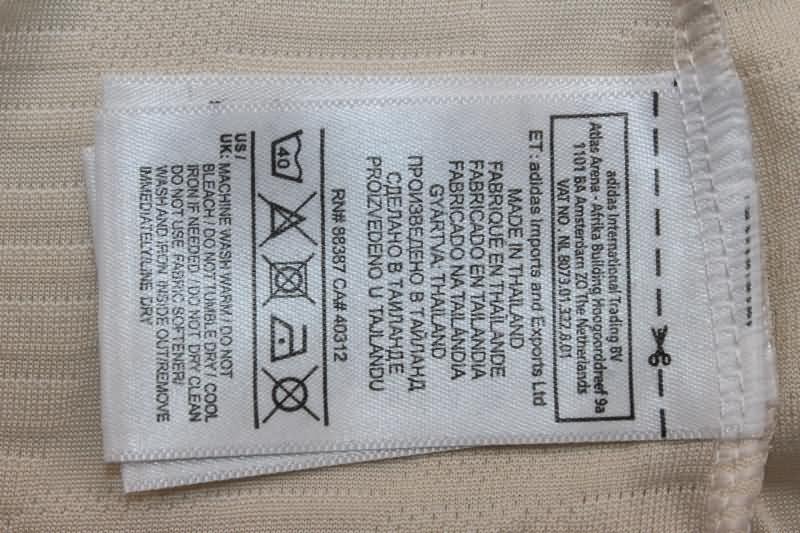 adidas International Trading BV
Atlas Arena - Afrika Building Hoogoorddreef 9a
1101 BA Amsterdam ZO The Netherlands
VAT NO. NL 8073.01.332.B.01
ET : adidas Imports and Exports Ltd
MADE IN THAILAND
FABRIQUE EN THAÏLANDE
FABRICADO EN TAILANDIA
FABRICADO NA TAILÂNDIA
GYÁRTVA: THAILAND
ПРОИЗВЕДЕНО В ТАЙЛАНД
СДЕЛАНО В ТАИЛАНДЕ
PROIZVEDENO U TAJLANDU
RN# 88387 CA# 40312
40
US /
UK: MACHINE WASH WARM / DO NOT
BLEACH / DO NOT TUMBLE DRY / COOL
IRON IF NEEDED / DO NOT DRY CLEAN
DO NOT USE FABRIC SOFTENER/
WASH AND IRON INSIDE OUT/REMOVE
IMMEDIATELY/LINE DRY